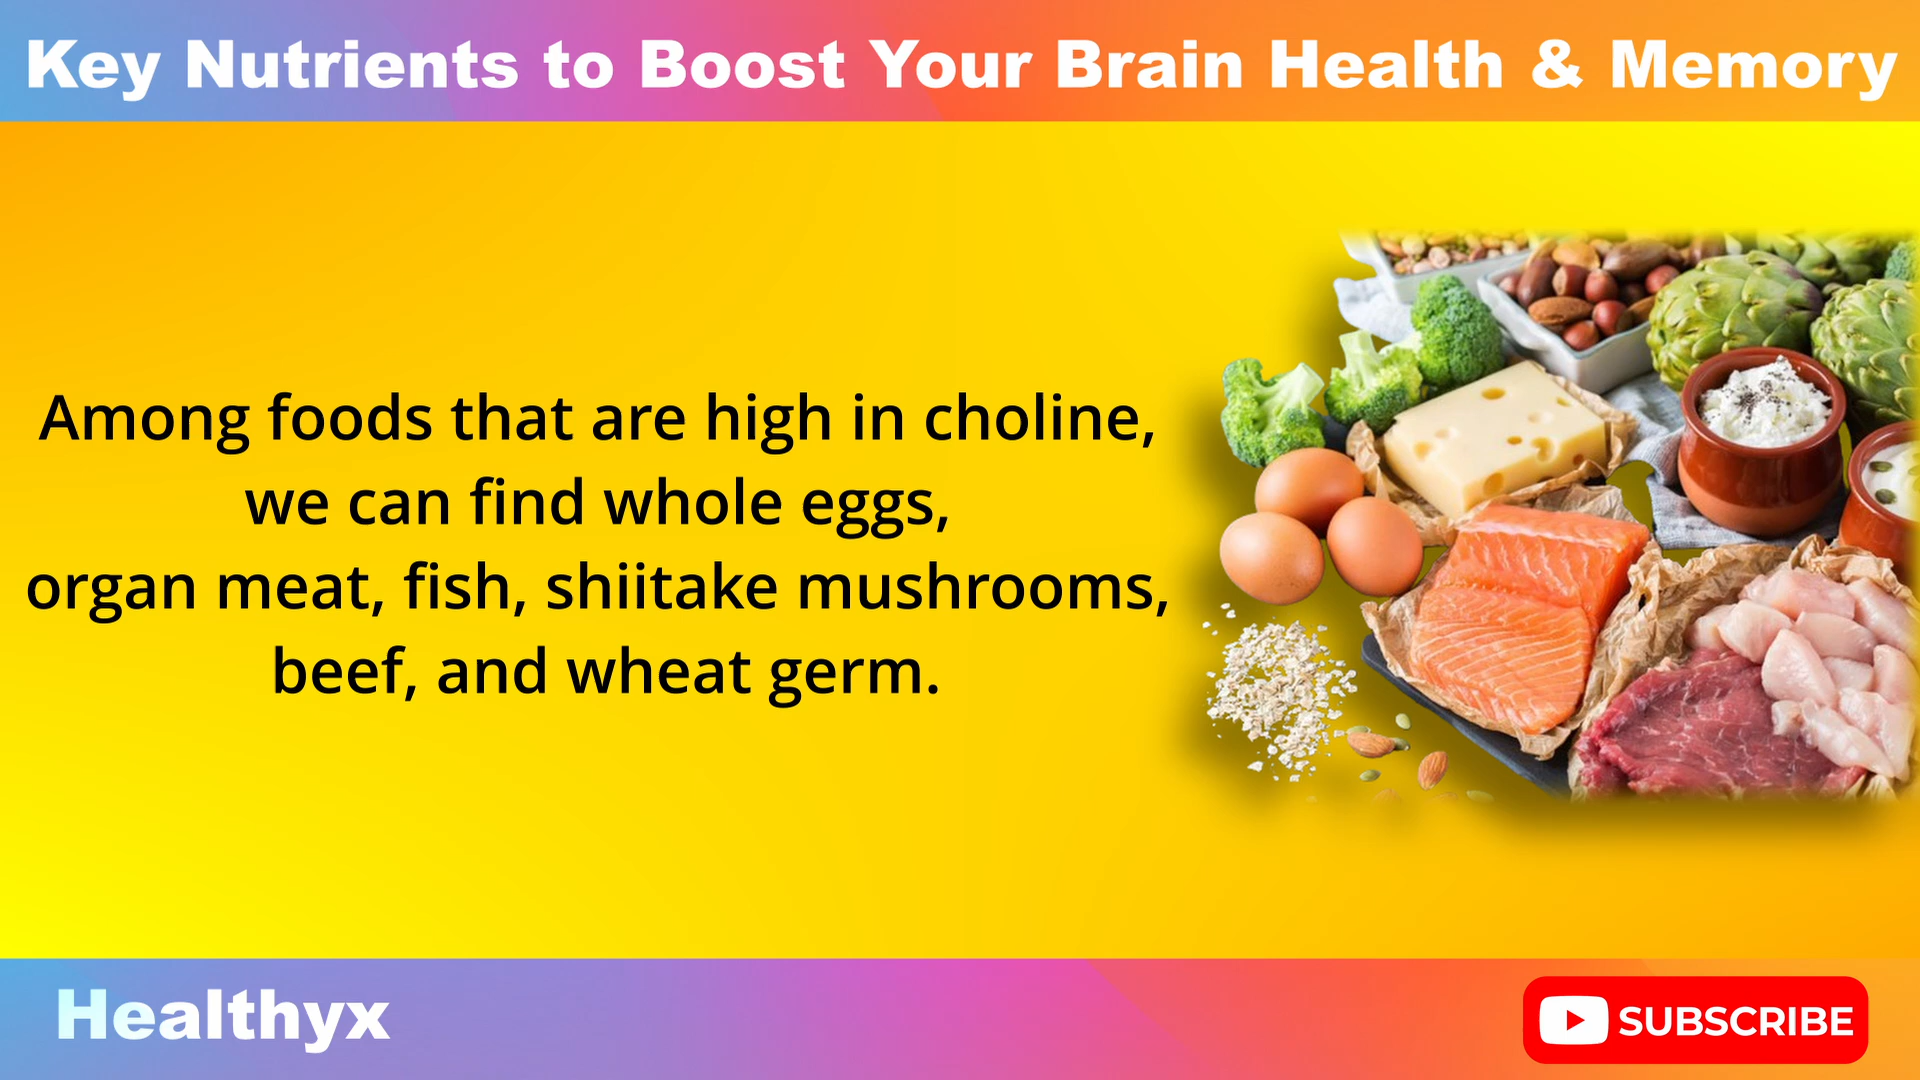 Key Nutrients to Boost Your Brain Health & Memory
Among foods that are high in choline,
we can find whole eggs,
organ meat, fish, shiitake mushrooms,
beef, and wheat germ.
Healthyx
SUBSCRIBE